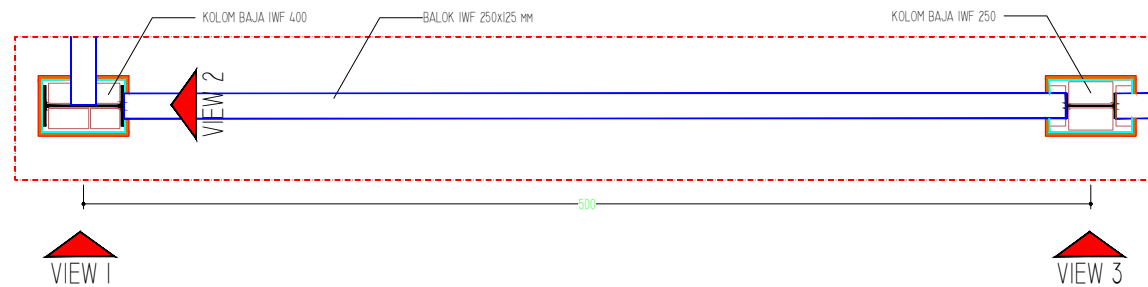 KOLOM BAJA IWF 400
BALOK IWF 250x125 MM
KOLOM BAJA IWF 250
VIEW 2
500
VIEW 1
VIEW 3